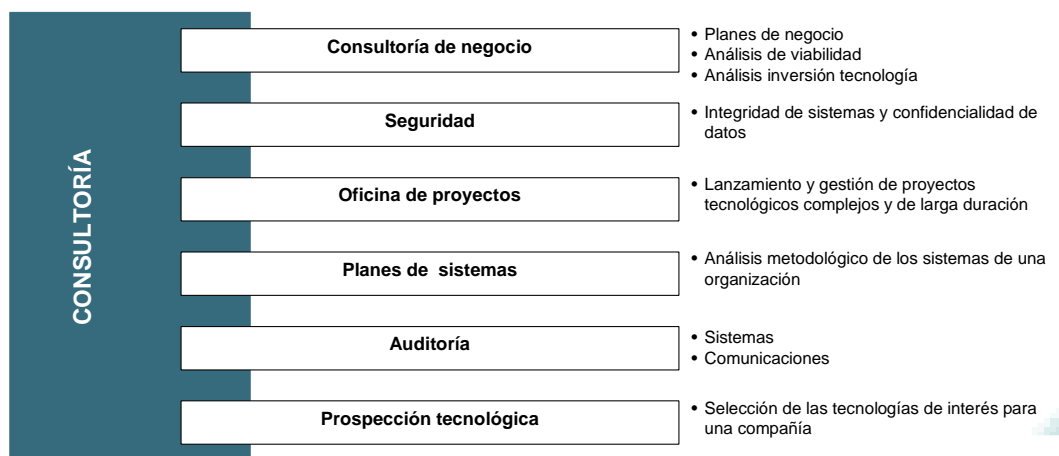 CONSULTORÍA
Consultoría de negocio
• Planes de negocio
• Análisis de viabilidad
• Análisis inversión tecnología
Seguridad
• Integridad de sistemas y confidencialidad de
datos
Oficina de proyectos
• Lanzamiento y gestión de proyectos
tecnológicos complejos y de larga duración
Planes de  sistemas
• Análisis metodológico de los sistemas de una
organización
Auditoría
• Sistemas
• Comunicaciones
Prospección tecnológica
• Selección de las tecnologías de interés para
una compañía